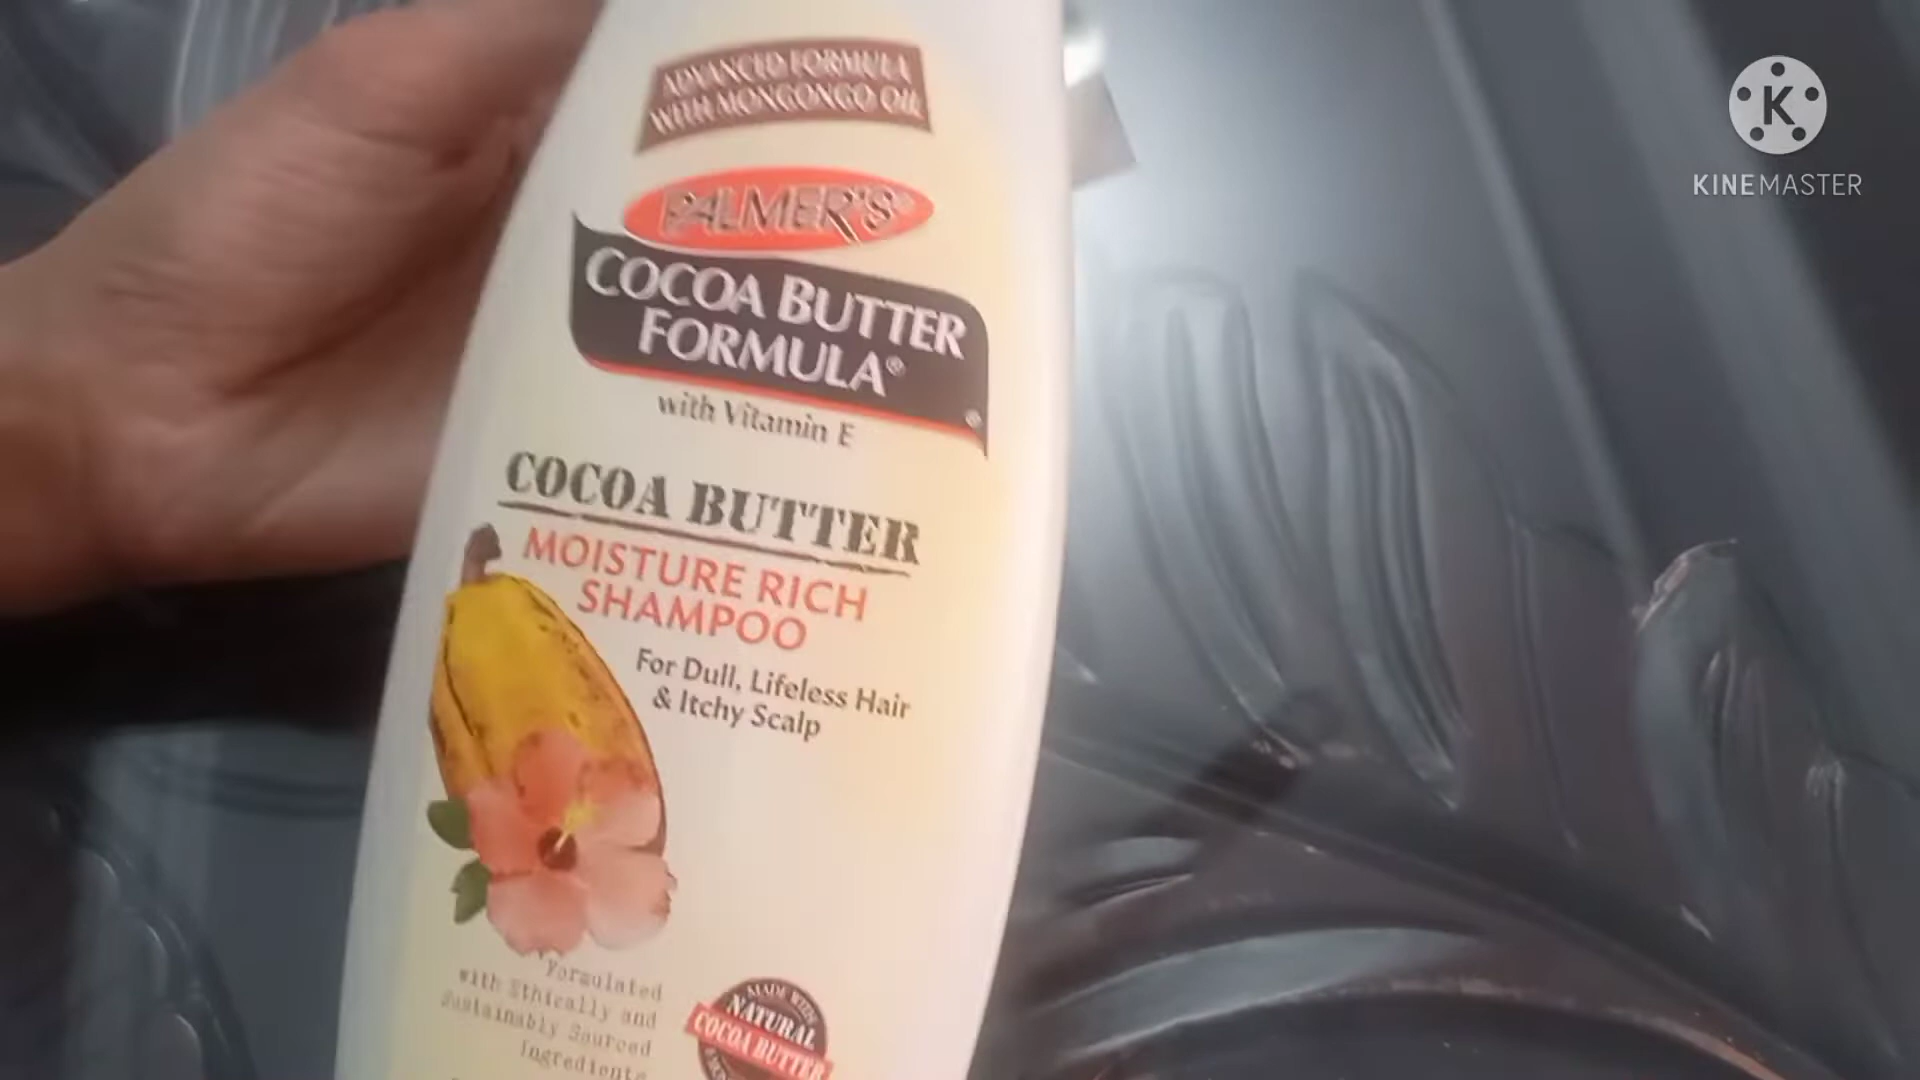 ADVANCED FORMULA
WITH MONGONGO OIL
PALMER'S®
COCOA BUTTER
FORMULA®
®
with Vitamin E
COCOA BUTTER
MOISTURE RICH
SHAMPOO
For Dull, Lifeless Hair
& Itchy Scalp
Formulated
with Ethically and
Sustainably Sourced
Ingredients
MADE WITH
NATURAL
COCOA BUTTER
K
KINEMASTER